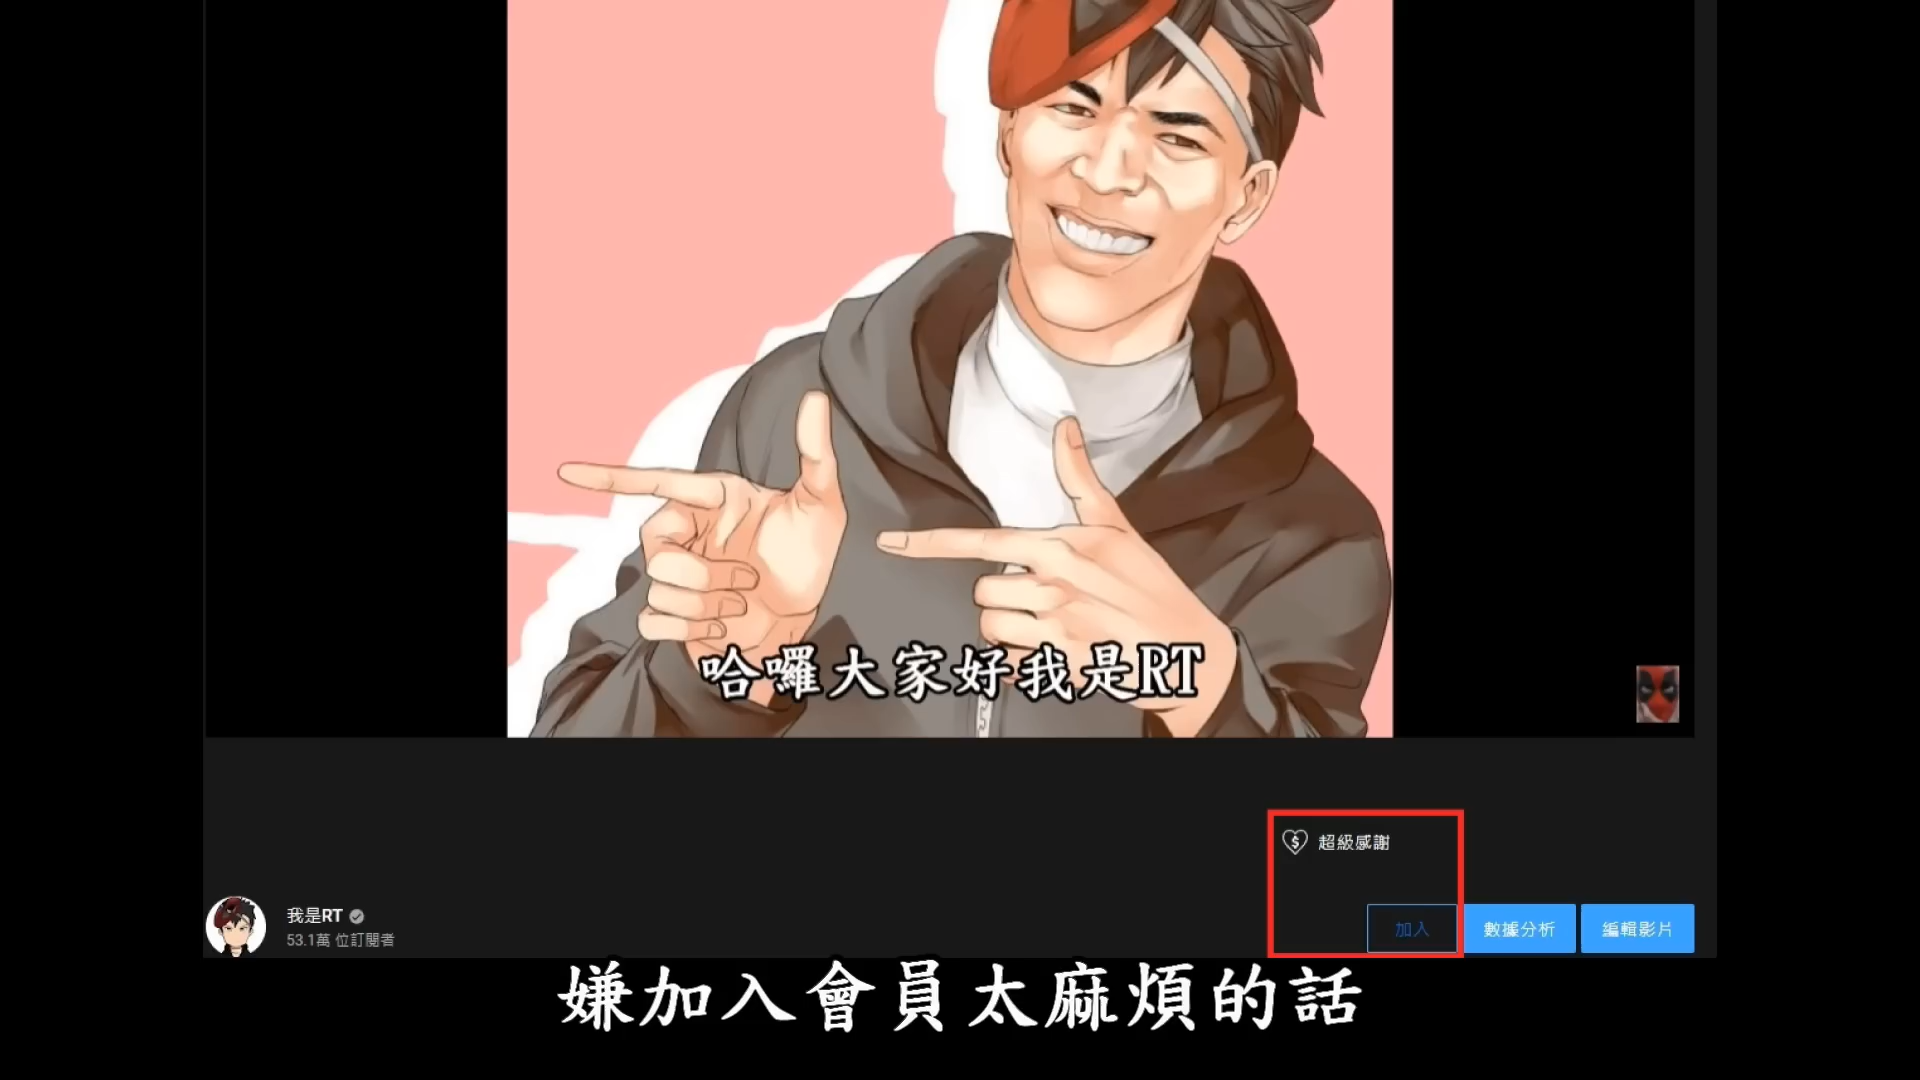 哈囉大家好我是RT
超級感謝
我是RT
53.1萬 位訂閱者
加入
數據分析
編輯影片
嫌加入會員太麻煩的話